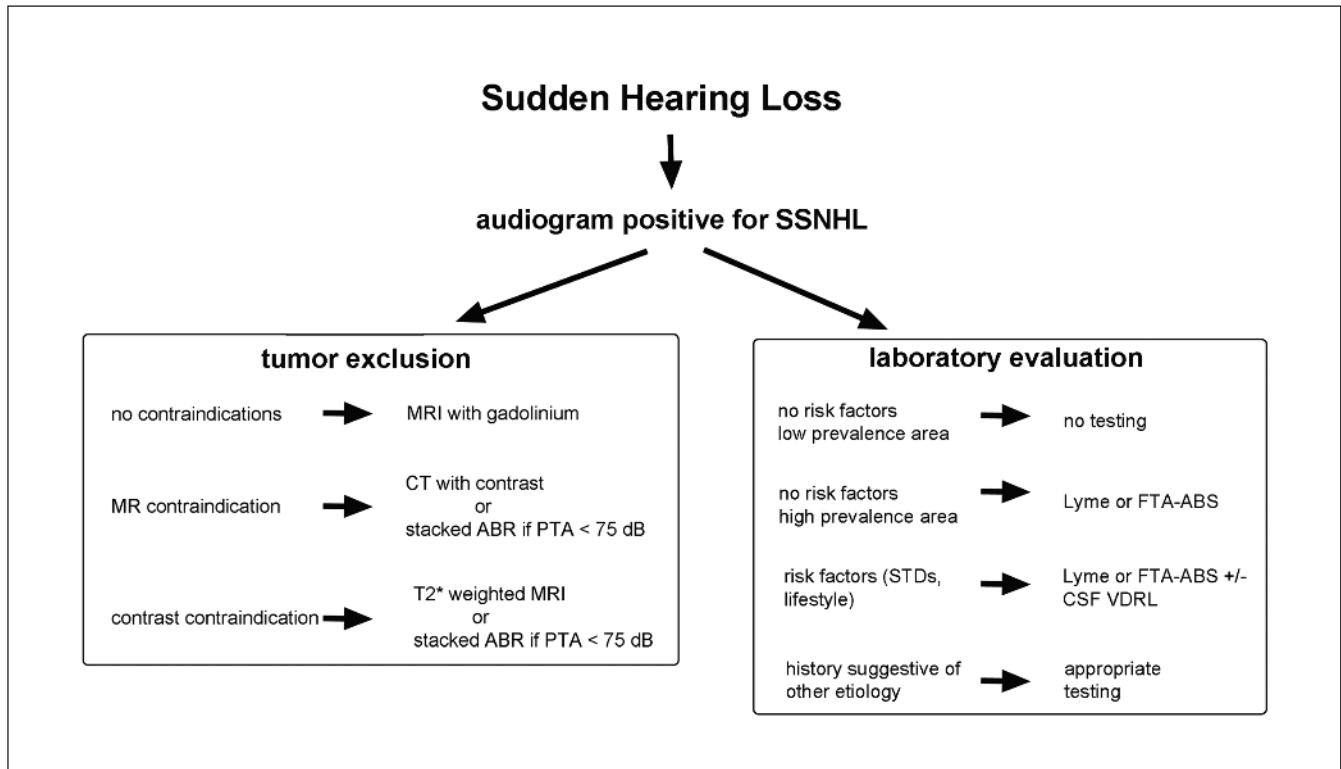 Sudden Hearing Loss
audiogram positive for SSNHL
tumor exclusion
no contraindications
MRI with gadolinium
MR contraindication
CT with contrast
or
stacked ABR if PTA < 75 dB
contrast contraindication
T2* weighted MRI
or
stacked ABR if PTA < 75 dB
laboratory evaluation
no risk factors
low prevalence area
no testing
no risk factors
high prevalence area
Lyme or FTA-ABS
risk factors (STDs,
lifestyle)
Lyme or FTA-ABS +/-
CSF VDRL
history suggestive of
other etiology
appropriate
testing